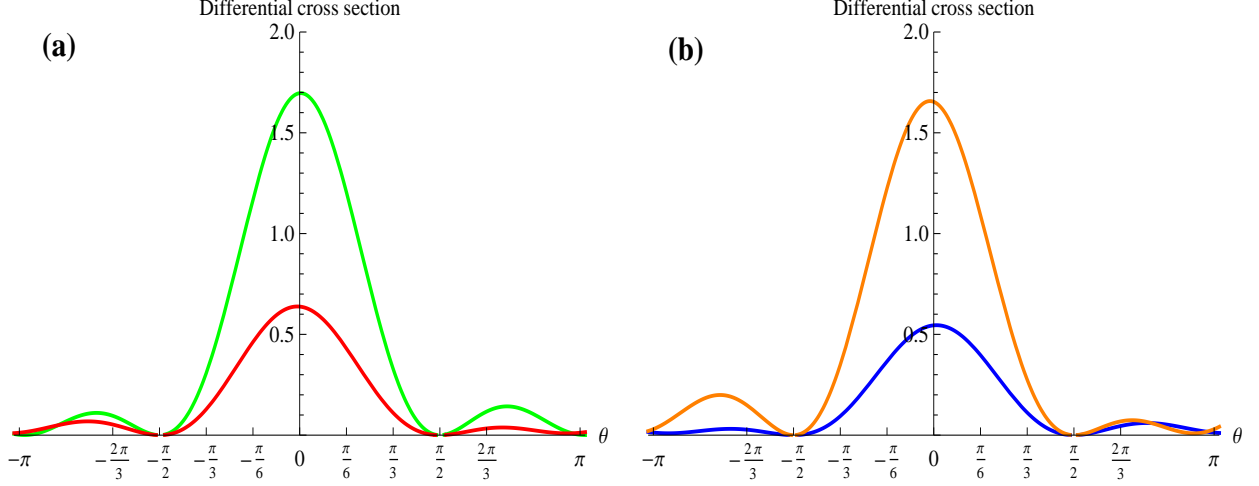 Differential cross section
(a)
2.0
1.5
1.0
0.5
θ
−π
−2π/3
−π/2
−π/3
−π/6
0
π/6
π/3
π/2
2π/3
π
Differential cross section
(b)
2.0
1.5
1.0
0.5
θ
−π
−2π/3
−π/2
−π/3
−π/6
0
π/6
π/3
π/2
2π/3
π